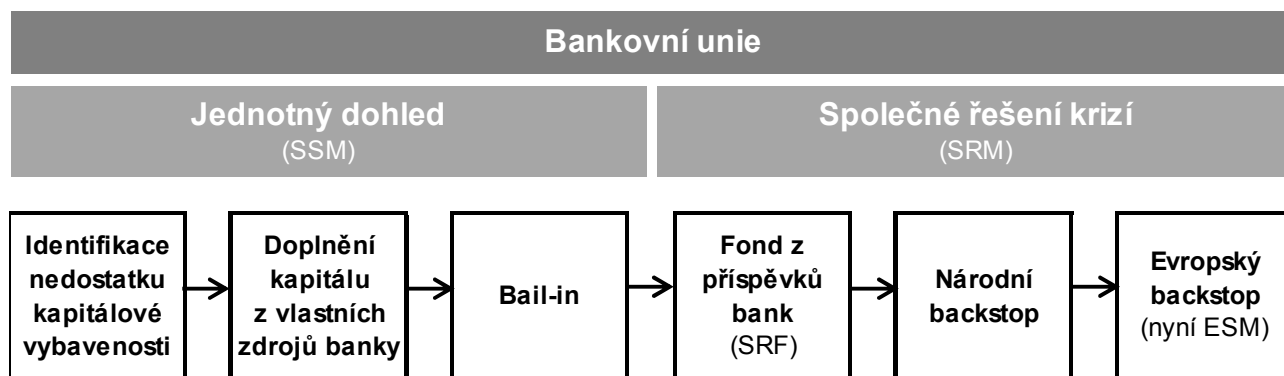 Bankovní unie
Jednotný dohled
(SSM)
Společné řešení krizí
(SRM)
Identifikace
nedostatku
kapitálové
vybavenosti
Doplnění
kapitálu
z vlastních
zdrojů banky
Bail-in
Fond z
příspěvků
bank
(SRF)
Národní
backstop
Evropský
backstop
(nyní ESM)